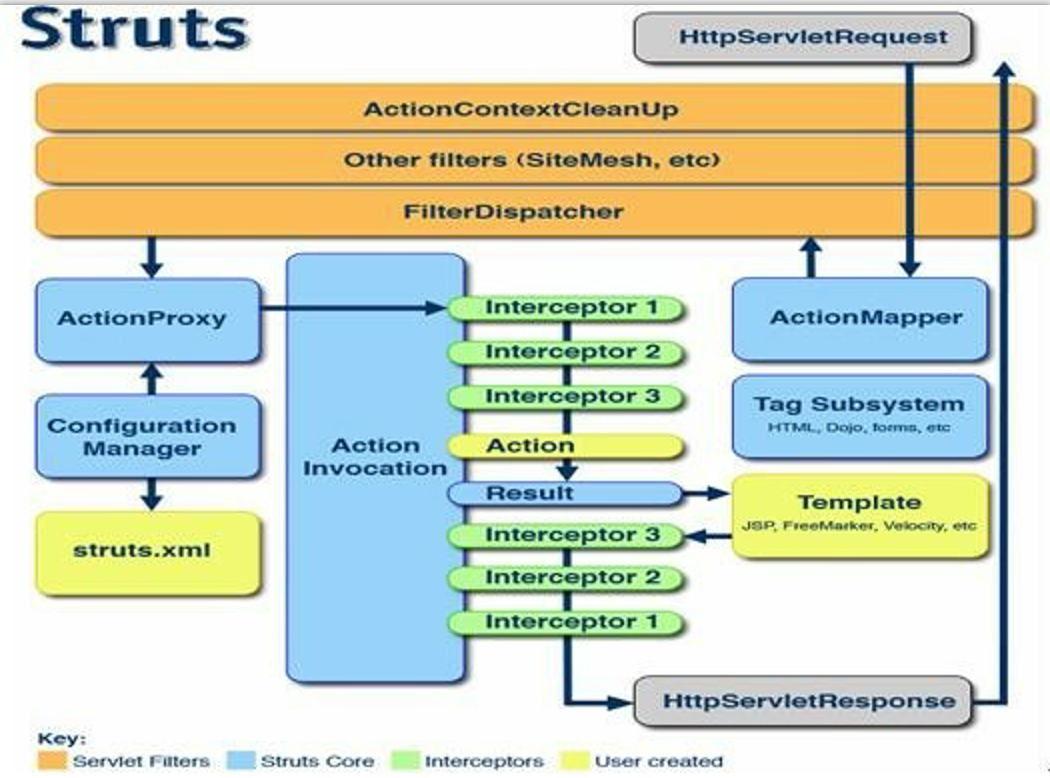 Struts
HttpServletRequest
ActionContextCleanUp
Other filters (SiteMesh, etc)
FilterDispatcher
ActionProxy
Interceptor 1
ActionMapper
Interceptor 2
Interceptor 3
Tag Subsystem
HTML, Dojo, forms, etc
Configuration
Manager
Action
Invocation
Action
Result
Template
JSP, FreeMarker, Velocity, etc
struts.xml
Interceptor 3
Interceptor 2
Interceptor 1
HttpServletResponse
Key:
Servlet Filters
Struts Core
Interceptors
User created